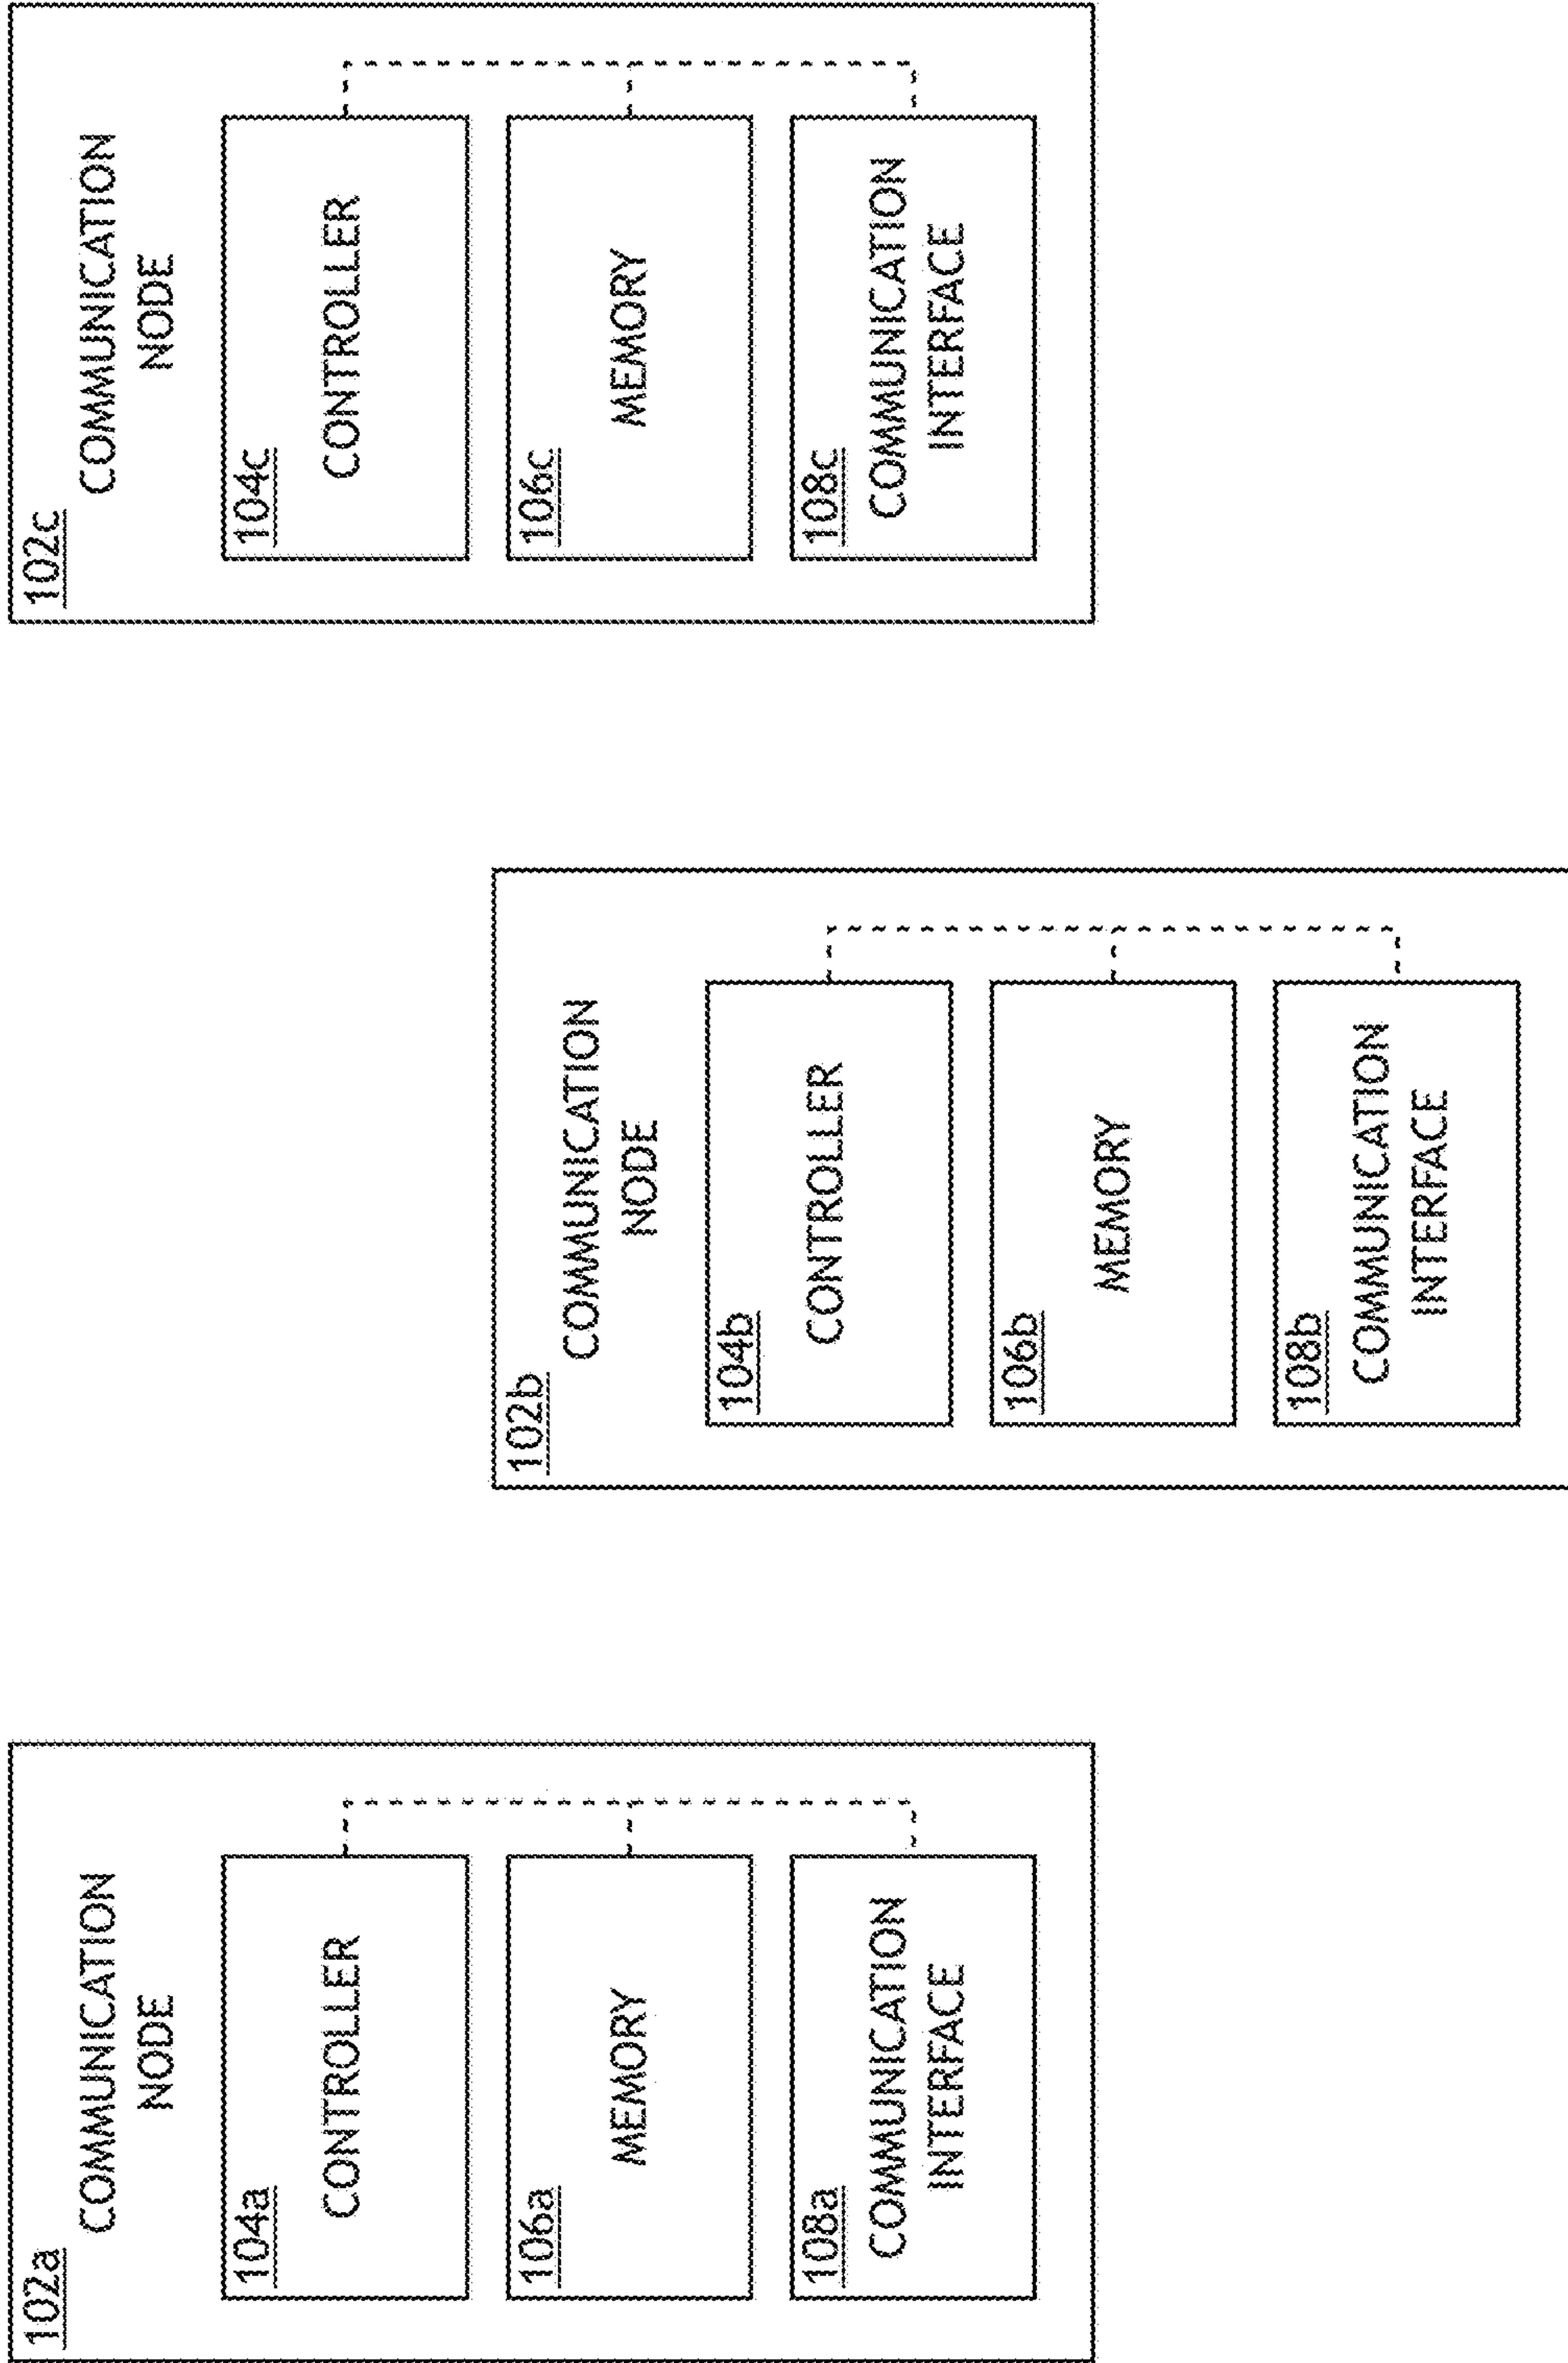 102a
COMMUNICATION
NODE
104a
CONTROLLER
106a
MEMORY
108a
COMMUNICATION
INTERFACE
102b
COMMUNICATION
NODE
104b
CONTROLLER
106b
MEMORY
108b
COMMUNICATION
INTERFACE
102c
COMMUNICATION
NODE
104c
CONTROLLER
106c
MEMORY
108c
COMMUNICATION
INTERFACE